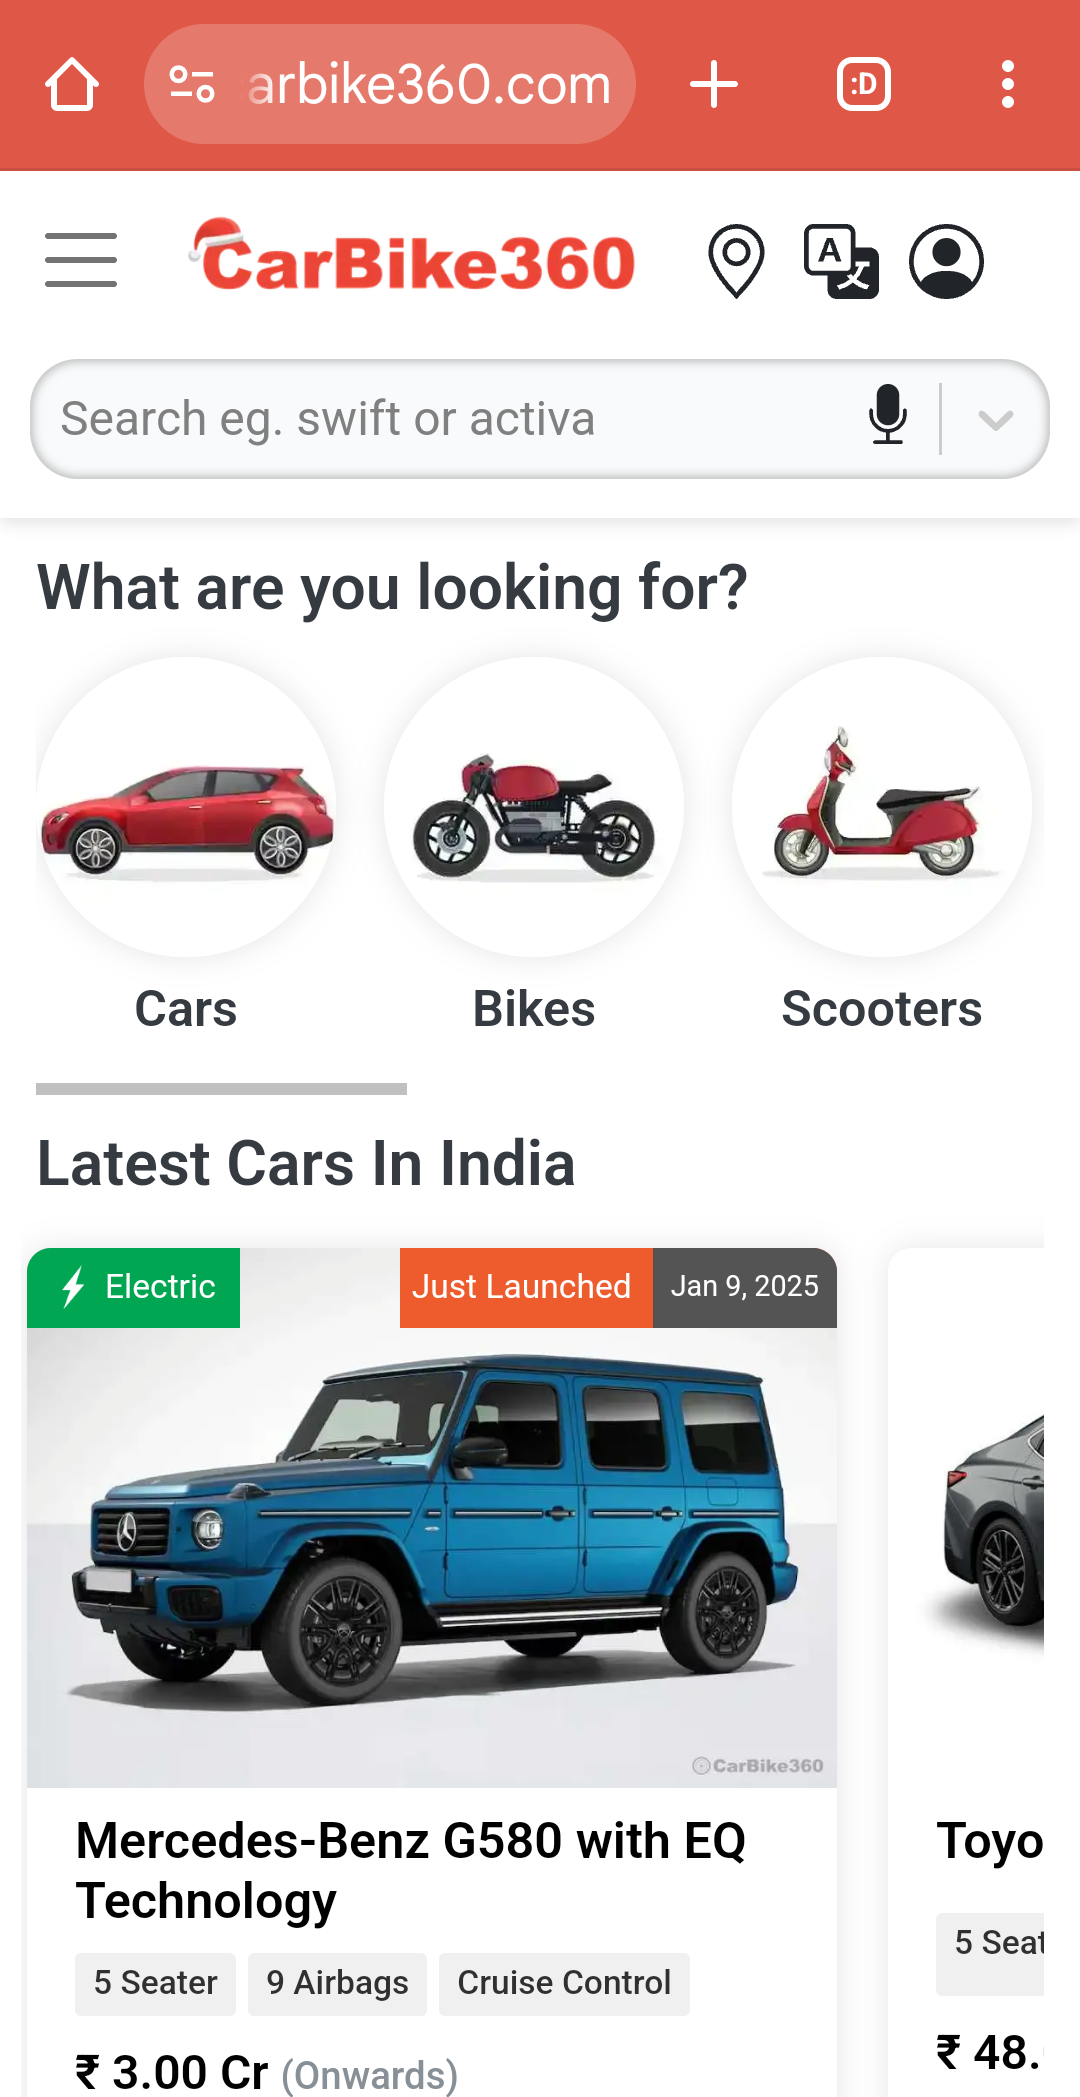 arbike360.com
:D
CarBike360
A 文
Search eg. swift or activa
What are you looking for?
Cars Bikes Scooters
Latest Cars In India
Electric Just Launched Jan 9, 2025
CarBike360
Mercedes-Benz G580 with EQ
Technology
5 Seater 9 Airbags Cruise Control
₹ 3.00 Cr (Onwards)
Toyo
5 Seat
₹ 48.